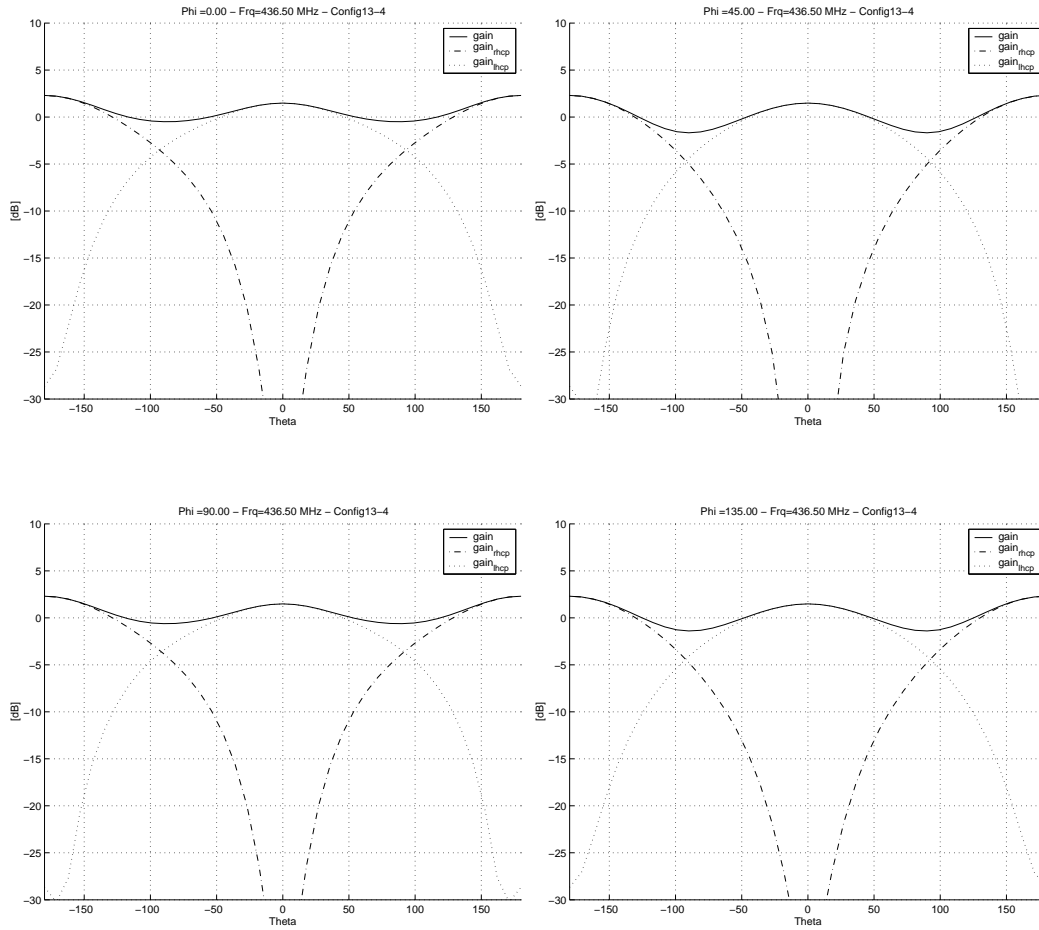 Phi =0.00 − Frq=436.50 MHz − Config13−4
10
5
0
−5
−10
−15
−20
−25
−30
[dB]
−150 −100 −50 0 50 100 150
Theta
gain
gain_rhcp
gain_lhcp
Phi =45.00 − Frq=436.50 MHz − Config13−4
10
5
0
−5
−10
−15
−20
−25
−30
[dB]
−150 −100 −50 0 50 100 150
Theta
gain
gain_rhcp
gain_lhcp
Phi =90.00 − Frq=436.50 MHz − Config13−4
10
5
0
−5
−10
−15
−20
−25
−30
[dB]
−150 −100 −50 0 50 100 150
Theta
gain
gain_rhcp
gain_lhcp
Phi =135.00 − Frq=436.50 MHz − Config13−4
10
5
0
−5
−10
−15
−20
−25
−30
[dB]
−150 −100 −50 0 50 100 150
Theta
gain
gain_rhcp
gain_lhcp